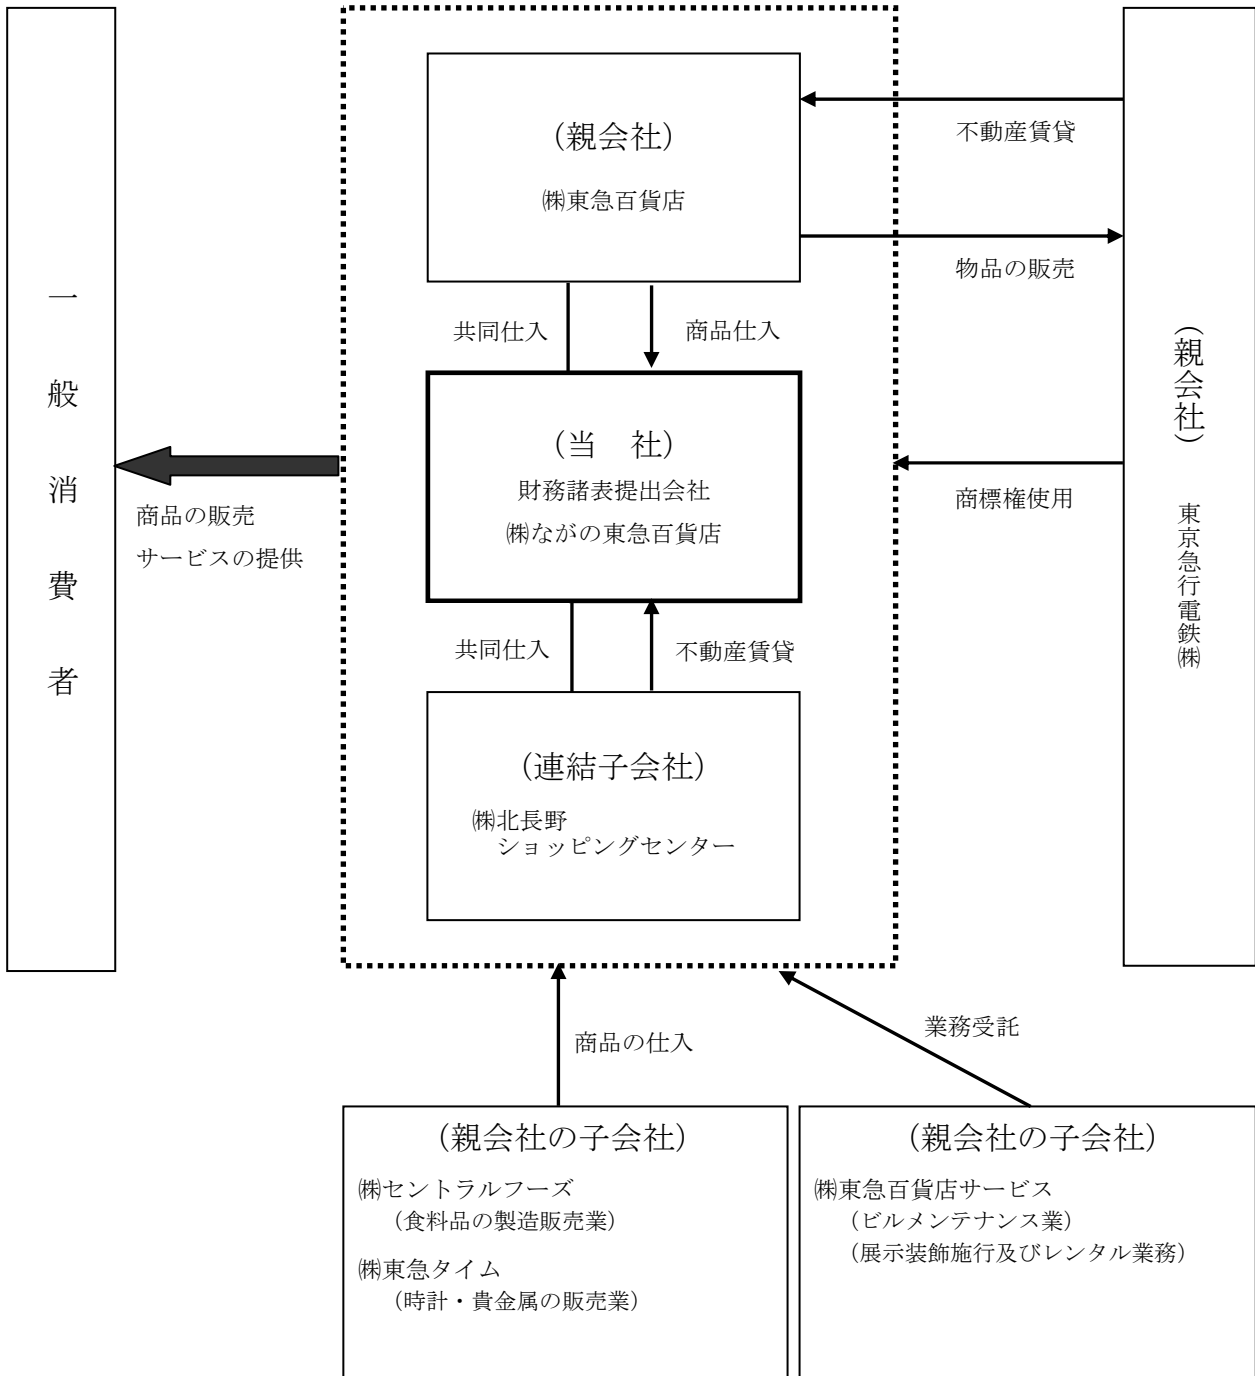 (親会社)
㈱東急百貨店
不動産賃貸
物品の販売
共同仕入
商品仕入
一般消費者
(親会社)
東京急行電鉄㈱
(当　社)
財務諸表提出会社
㈱ながの東急百貨店
商標権使用
商品の販売
サービスの提供
共同仕入
不動産賃貸
(連結子会社)
㈱北長野
ショッピングセンター
商品の仕入
業務受託
(親会社の子会社)
㈱セントラルフーズ
(食料品の製造販売業)
㈱東急タイム
(時計・貴金属の販売業)
(親会社の子会社)
㈱東急百貨店サービス
(ビルメンテナンス業)
(展示装飾施行及びレンタル業務)